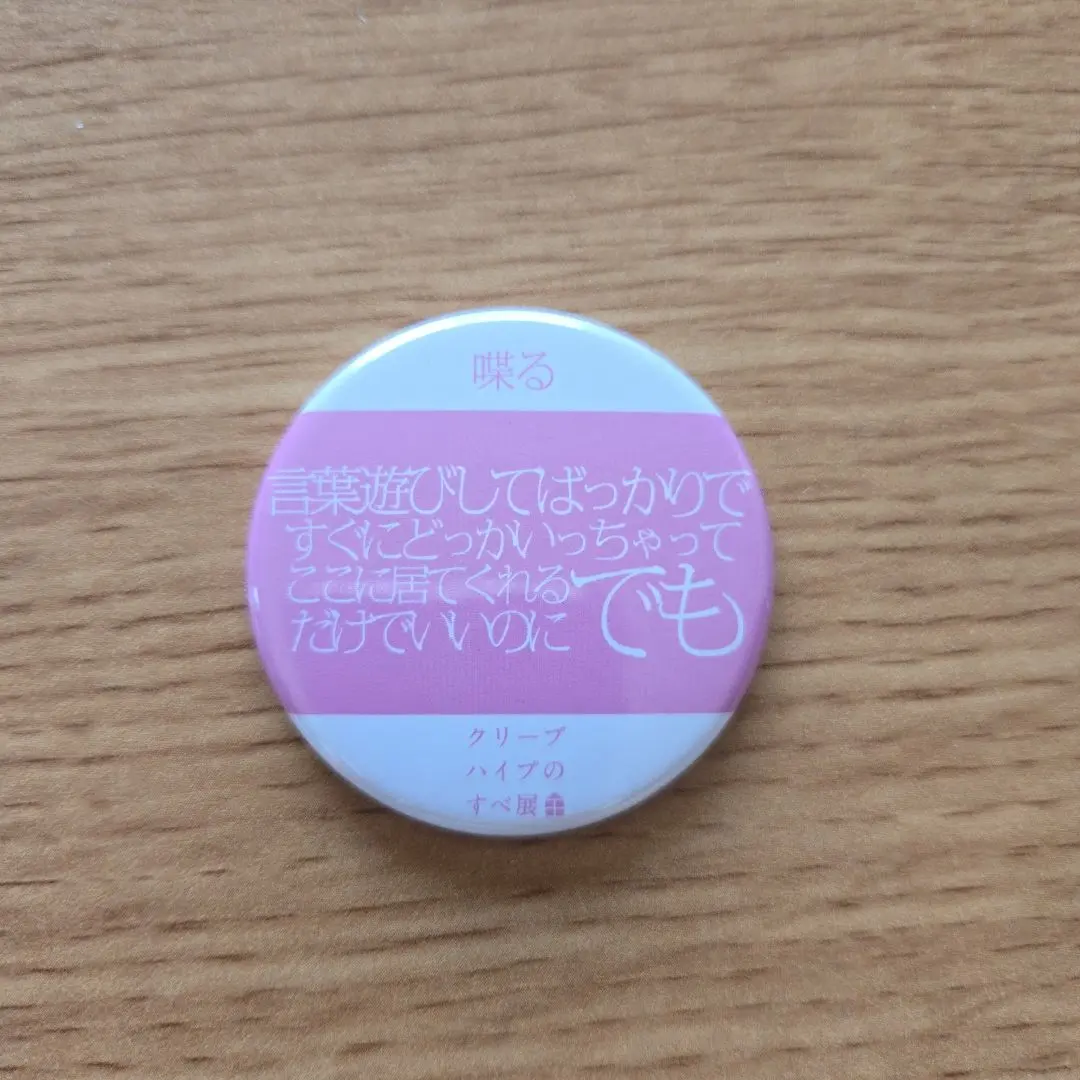 喋る
言葉遊びしてばっかりで
すぐにどっかいっちゃって
ここに居てくれる
だけでいいのに でも
クリープ
ハイプの
すべ展